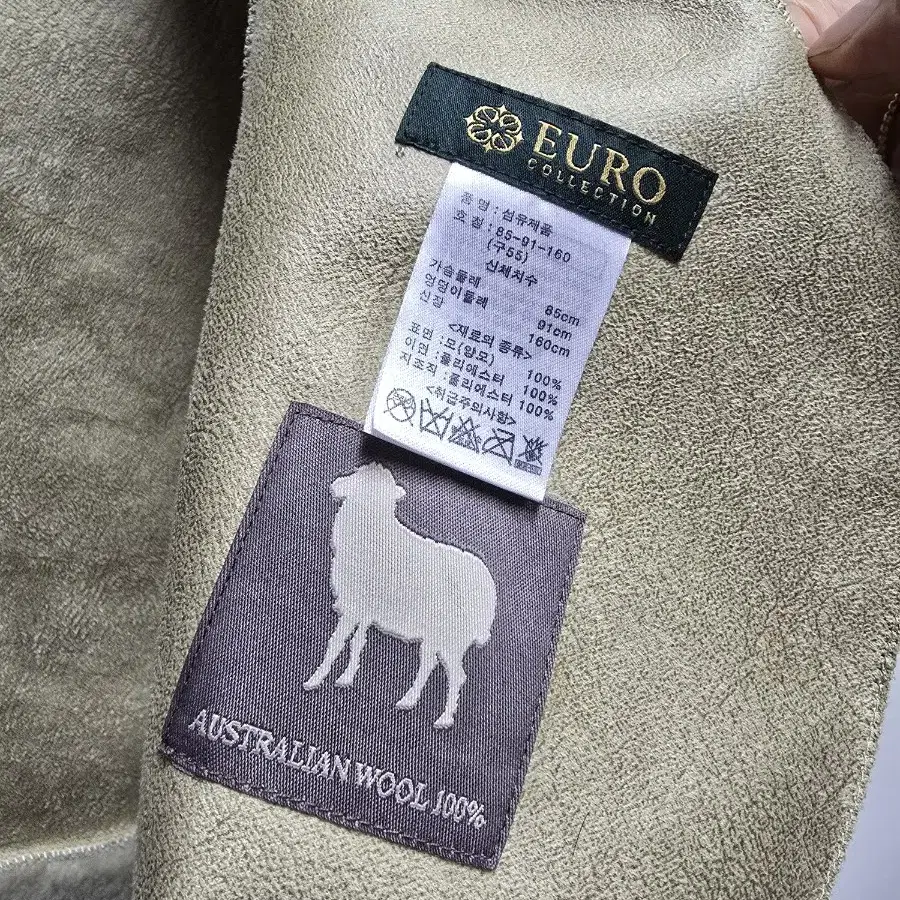 EURO
COLLECTION
품 명 : 섬유제품
호 칭 : 85-91-160
(구55)
신체치수
가슴둘레 85cm
엉덩이둘레 91cm
신장 160cm
<재료의 종류>
표면 : 모(양모) 100%
이면 : 폴리에스터 100%
지조직 : 폴리에스터 100%
<취급주의사항>
AUSTRALIAN WOOL 100%